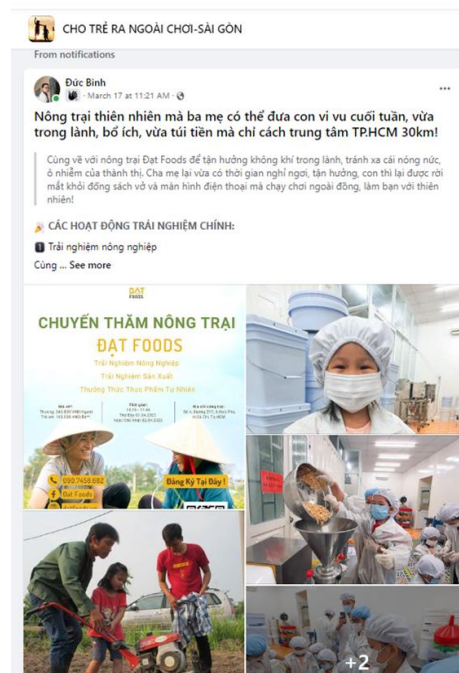 CHO TRẺ RA NGOÀI CHƠI-SÀI GÒN
From notifications
Đức Bình
March 17 at 11:21 AM
Nông trại thiên nhiên mà ba mẹ có thể đưa con vi vu cuối tuần, vừa
trong lành, bổ ích, vừa túi tiền mà chỉ cách trung tâm TP.HCM 30km!
Cùng về với nông trại Đạt Foods để tận hưởng không khí trong lành, tránh xa cái nóng nức,
ô nhiễm của thành thị. Cha mẹ lại vừa có thời gian nghỉ ngơi, tận hưởng, con thì lại được rời
mắt khỏi đống sách vở và màn hình điện thoại mà chạy chơi ngoài đồng, làm bạn với thiên
nhiên!
CÁC HOẠT ĐỘNG TRẢI NGHIỆM CHÍNH:
1 Trải nghiệm nông nghiệp
Cùng ... See more
ĐẠT
FOODS
CHUYẾN THĂM NÔNG TRẠI
ĐẠT FOODS
Trải Nghiệm Nông Nghiệp
Trải Nghiệm Sản Xuất
Thưởng Thức Thực Phẩm Tự Nhiên
090.7458.682
Đạt Foods
Đăng Ký Tại Đây !
+2